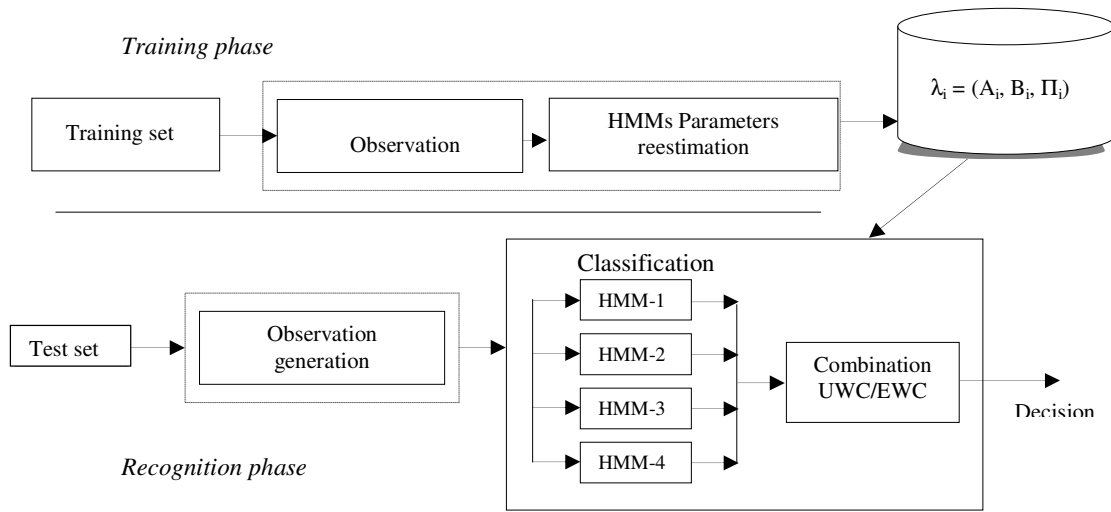 Training phase
Training set
Observation
HMMs Parameters
reestimation
λi = (Ai, Bi, Πi)
Classification
HMM-1
HMM-2
HMM-3
HMM-4
Test set
Observation
generation
Combination
UWC/EWC
Decision
Recognition phase